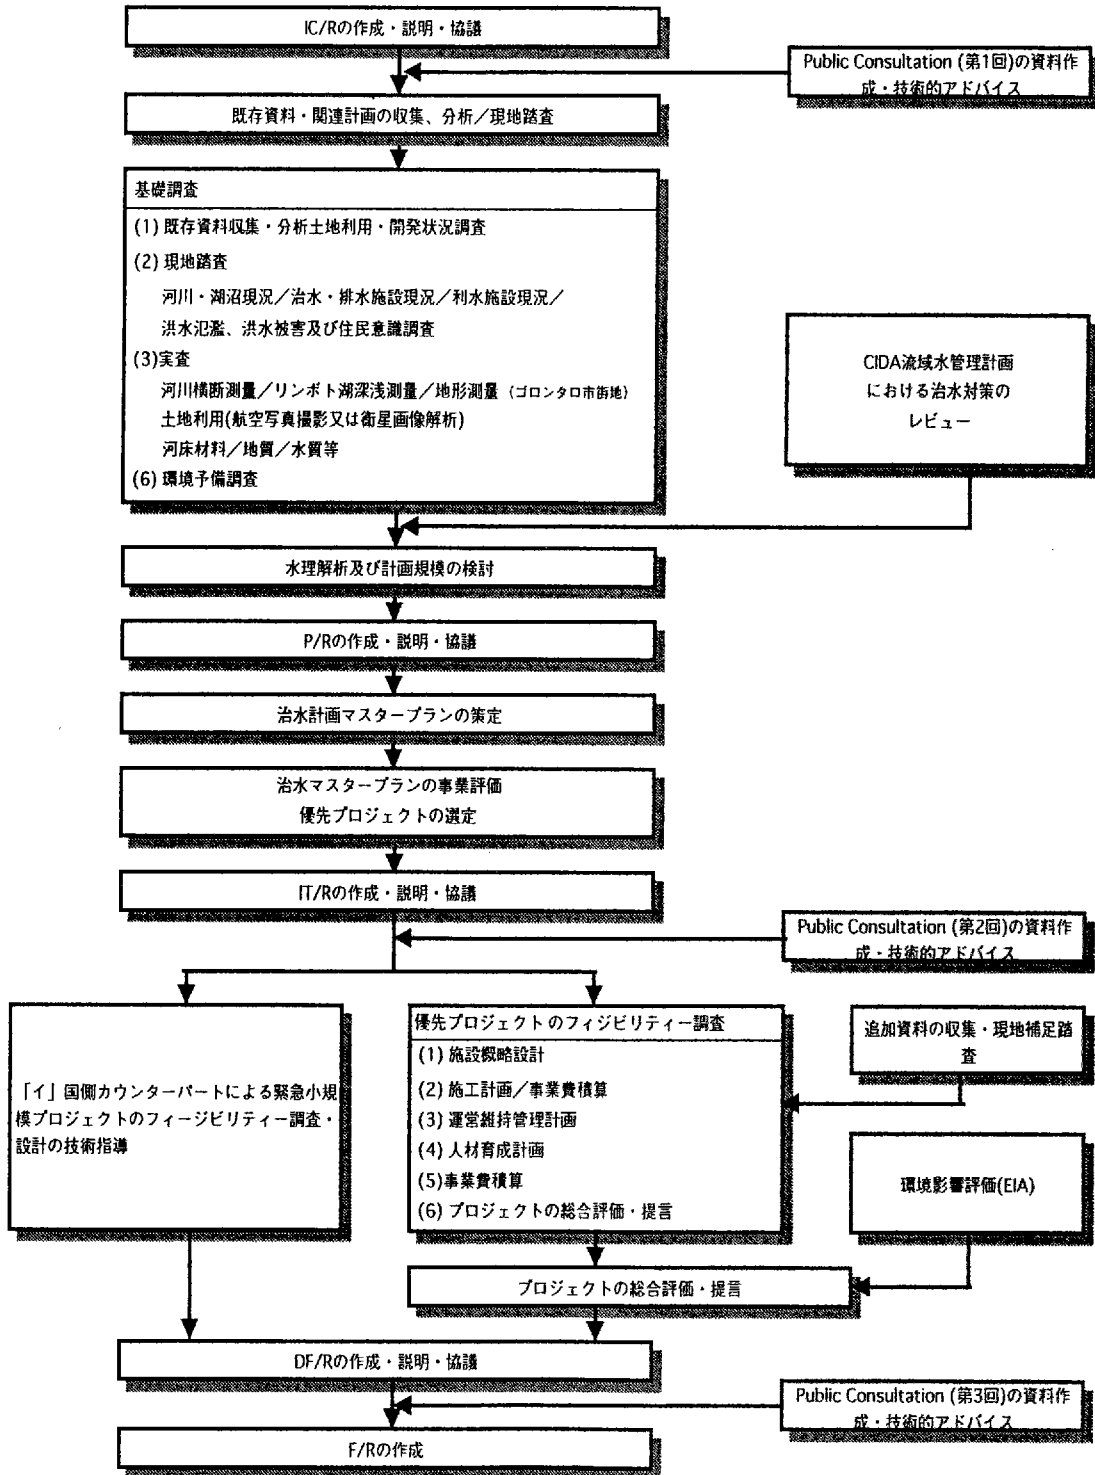 IC/Rの作成・説明・協議
Public Consultation (第1回)の資料作
成・技術的アドバイス
既存資料・関連計画の収集、分析／現地踏査
基礎調査
(1) 既存資料収集・分析土地利用・開発状況調査
(2) 現地踏査
河川・湖沼現況／治水・排水施設現況／利水施設現況／
洪水氾濫、洪水被害及び住民意識調査
(3)実査
河川横断測量／リンボト湖深浅測量／地形測量（ゴロンタロ市街地）
土地利用(航空写真撮影又は衛星画像解析)
河床材料／地質／水質等
(6) 環境予備調査
CIDA流域水管理計画
における治水対策の
レビュー
水理解析及び計画規模の検討
P/Rの作成・説明・協議
治水計画マスタープランの策定
治水マスタープランの事業評価
優先プロジェクトの選定
IT/Rの作成・説明・協議
Public Consultation (第2回)の資料作
成・技術的アドバイス
「イ」国側カウンターパートによる緊急小規
模プロジェクトのフィージビリティー調査・
設計の技術指導
優先プロジェクトのフィジビリティー調査
(1) 施設概略設計
(2) 施工計画／事業費積算
(3) 運営維持管理計画
(4) 人材育成計画
(5)事業費積算
(6) プロジェクトの総合評価・提言
追加資料の収集・現地補足踏
査
環境影響評価(EIA)
プロジェクトの総合評価・提言
DF/Rの作成・説明・協議
Public Consultation (第3回)の資料作
成・技術的アドバイス
F/Rの作成